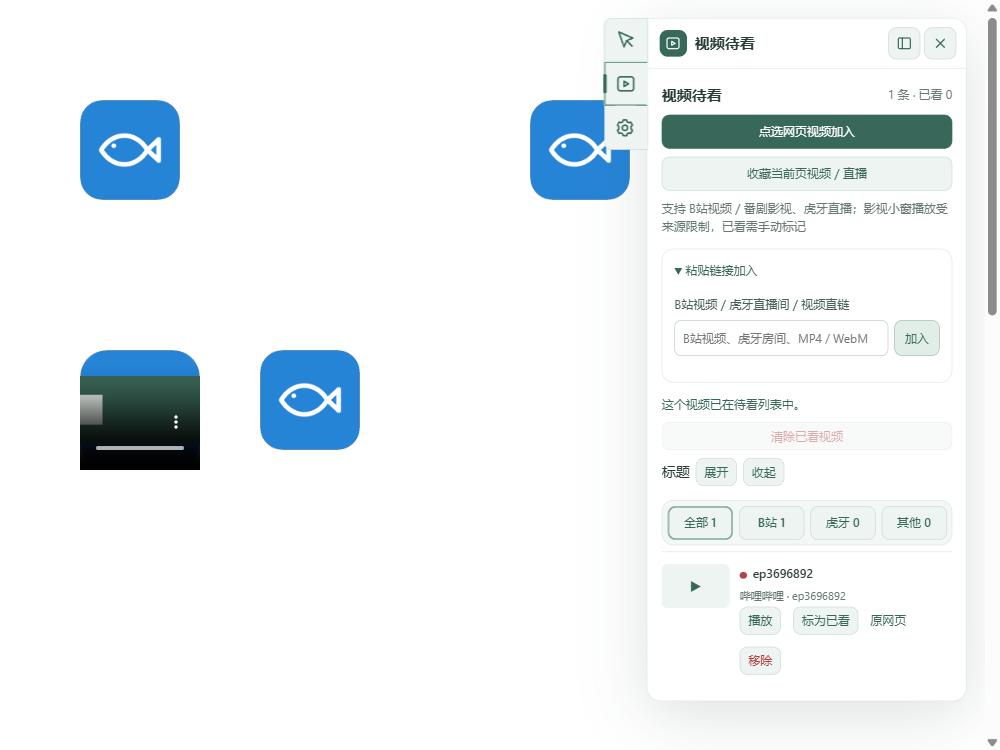 视频待看
视频待看
1 条 · 已看 0
点选网页视频加入
收藏当前页视频 / 直播
支持 B站视频 / 番剧影视、虎牙直播；影视小窗播放受
来源限制，已看需手动标记
▼粘贴链接加入
B站视频 / 虎牙直播间 / 视频直链
B站视频、虎牙房间、MP4 / WebM
加入
这个视频已在待看列表中。
清除已看视频
标题 展开 收起
全部 1 B站 1 虎牙 0 其他 0
ep3696892
哔哩哔哩 · ep3696892
播放 标为已看 原网页
移除